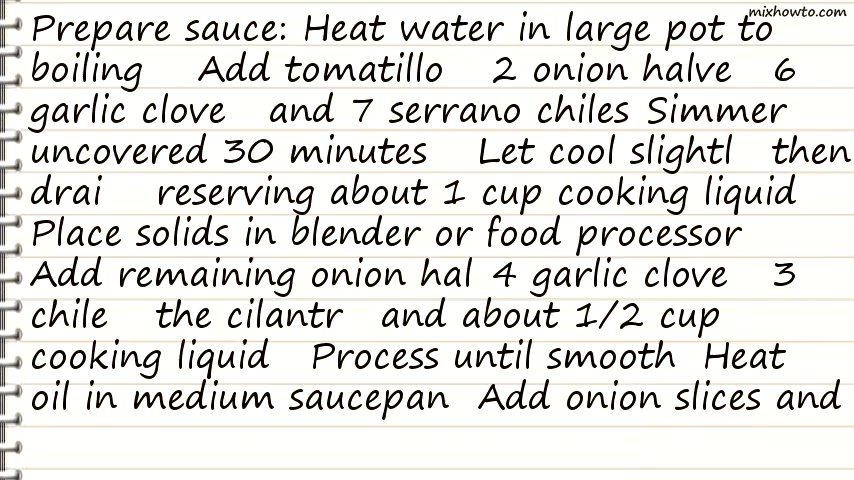 mixhowto.com
Prepare sauce: Heat water in large pot to
boiling Add tomatillo 2 onion halve 6
garlic clove and 7 serrano chiles Simmer
uncovered 30 minutes Let cool slightl then
drai reserving about 1 cup cooking liquid
Place solids in blender or food processor
Add remaining onion hal 4 garlic clove 3
chile the cilantr and about 1/2 cup
cooking liquid Process until smooth Heat
oil in medium saucepan Add onion slices and